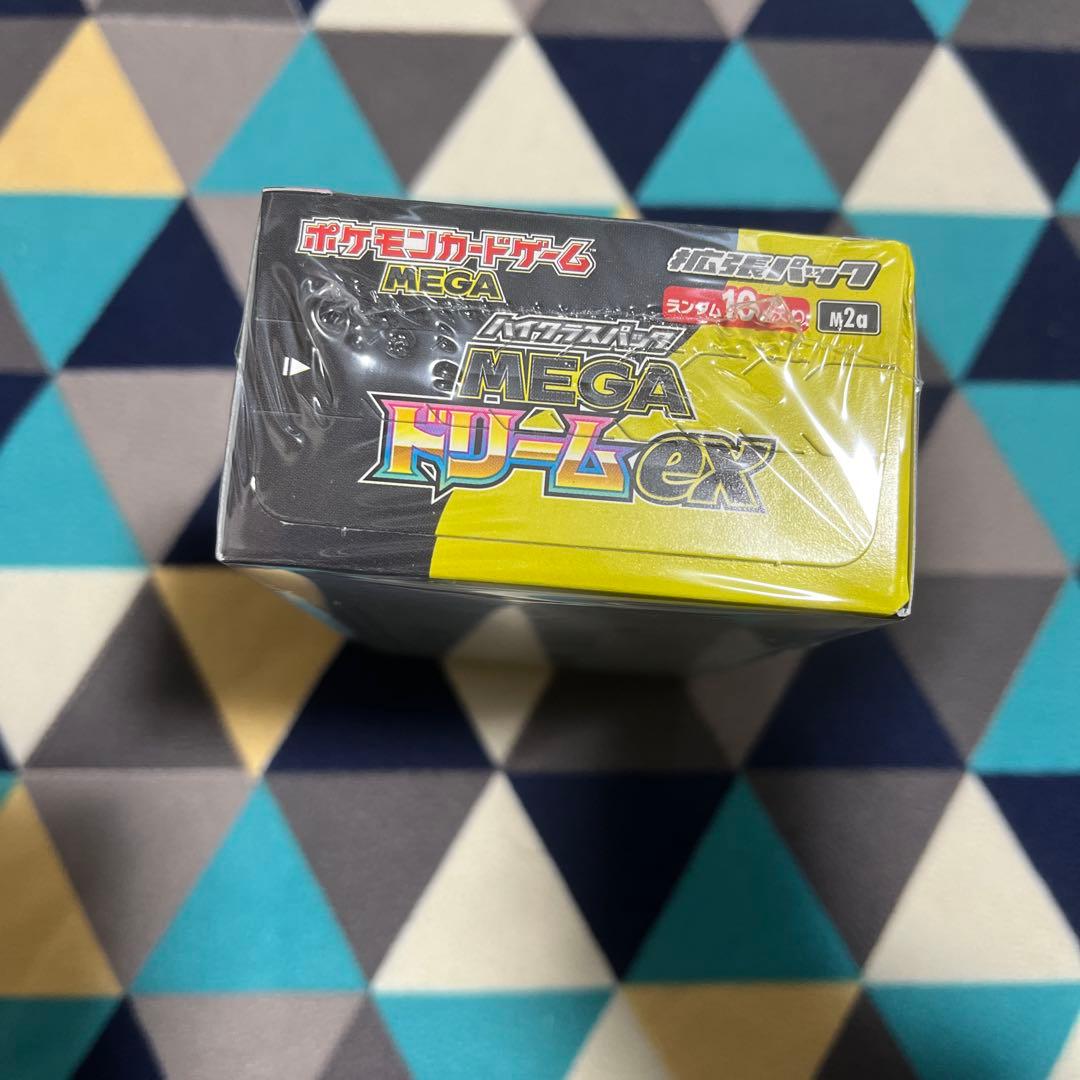 ポケモンカードゲーム
MEGA
拡張パック
ランダム10
M2a
ハイクラスパック
MEGA
ドリームex